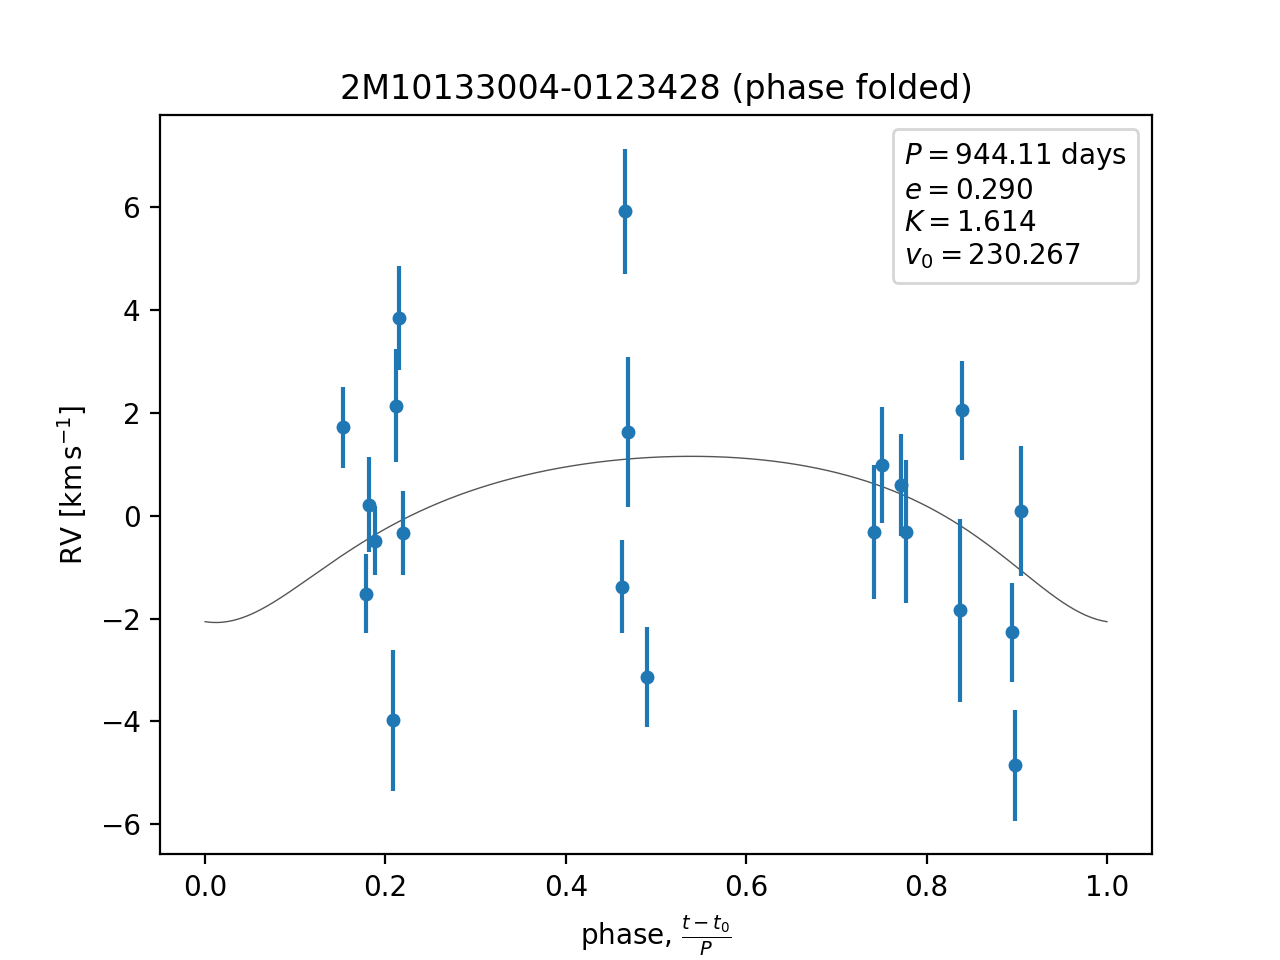 2M10133004-0123428 (phase folded)
P = 944.11 days
e = 0.290
K = 1.614
v₀ = 230.267
RV [km s⁻¹]
6
4
2
0
−2
−4
−6
0.0 0.2 0.4 0.6 0.8 1.0
phase, (t − t₀)/P